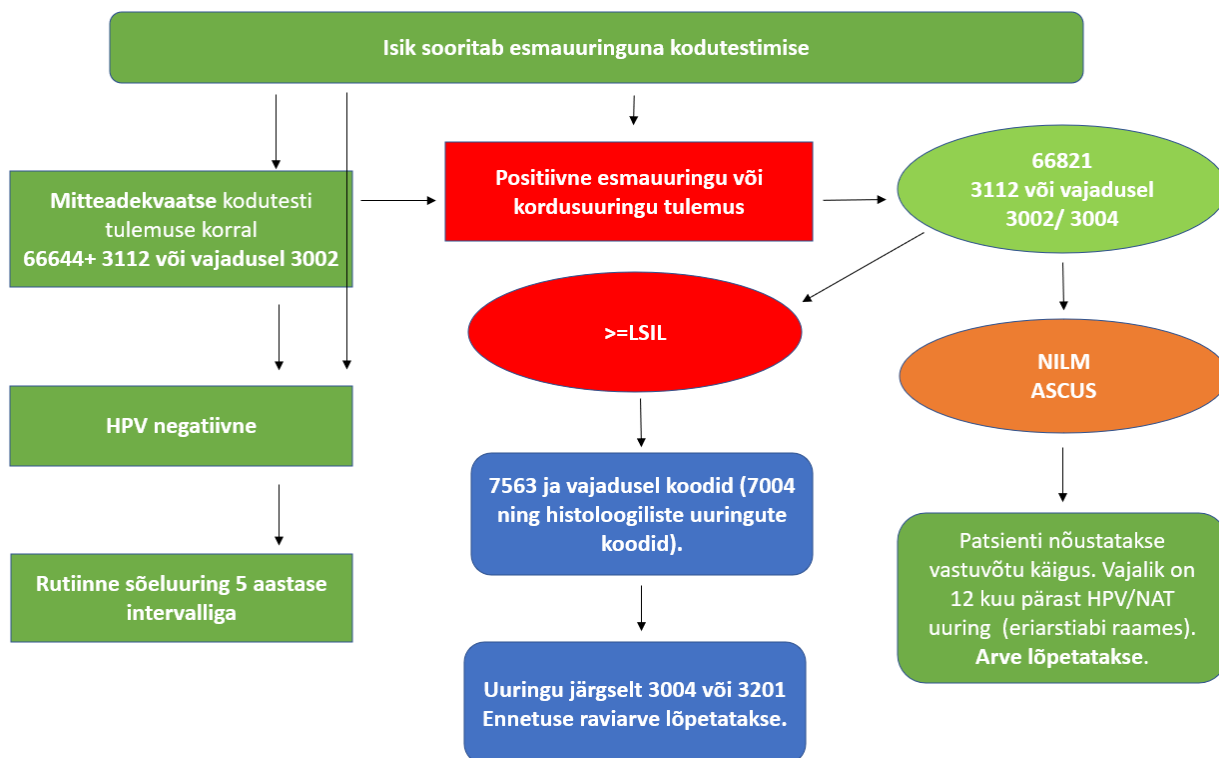 Isik sooritab esmauuringuna kodutestimise
Mitteadekvaatse kodutesti
tulemuse korral
66644+ 3112 või vajadusel 3002
Positiivne esmauuringu või
kordusuuringu tulemus
66821
3112 või vajadusel
3002/ 3004
>=LSIL
NILM
ASCUS
HPV negatiivne
7563 ja vajadusel koodid (7004
ning histoloogiliste uuringute
koodid).
Patsienti nõustatakse
vastuvõtu käigus. Vajalik on
12 kuu pärast HPV/NAT
uuring (eriarstiabi raames).
Arve lõpetatakse.
Rutiinne sõeluuring 5 aastase
intervalliga
Uuringu järgselt 3004 või 3201
Ennetuse raviarve lõpetatakse.